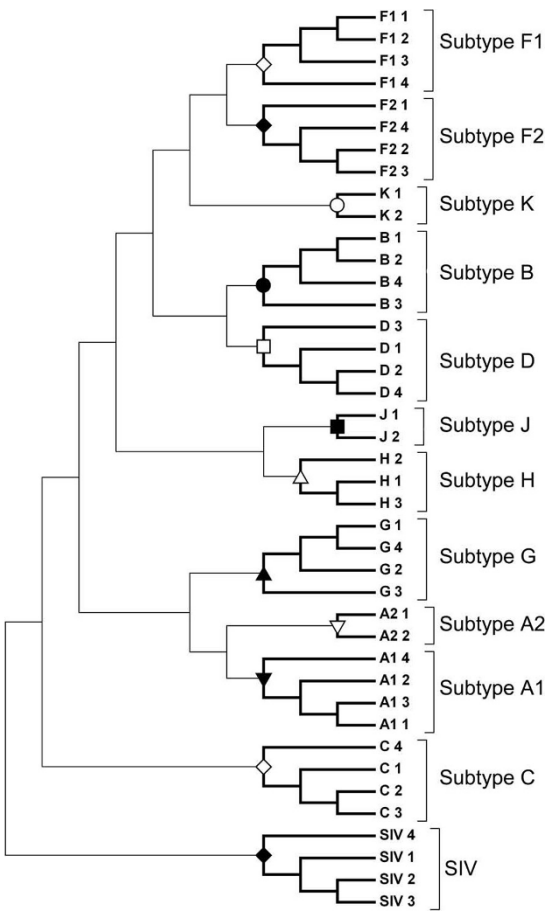 F1 1
F1 2
F1 3
F1 4
Subtype F1
F2 1
F2 4
F2 2
F2 3
Subtype F2
K 1
K 2
Subtype K
B 1
B 2
B 4
B 3
Subtype B
D 3
D 1
D 2
D 4
Subtype D
J 1
J 2
Subtype J
H 2
H 1
H 3
Subtype H
G 1
G 4
G 2
G 3
Subtype G
A2 1
A2 2
Subtype A2
A1 4
A1 2
A1 3
A1 1
Subtype A1
C 4
C 1
C 2
C 3
Subtype C
SIV 4
SIV 1
SIV 2
SIV 3
SIV